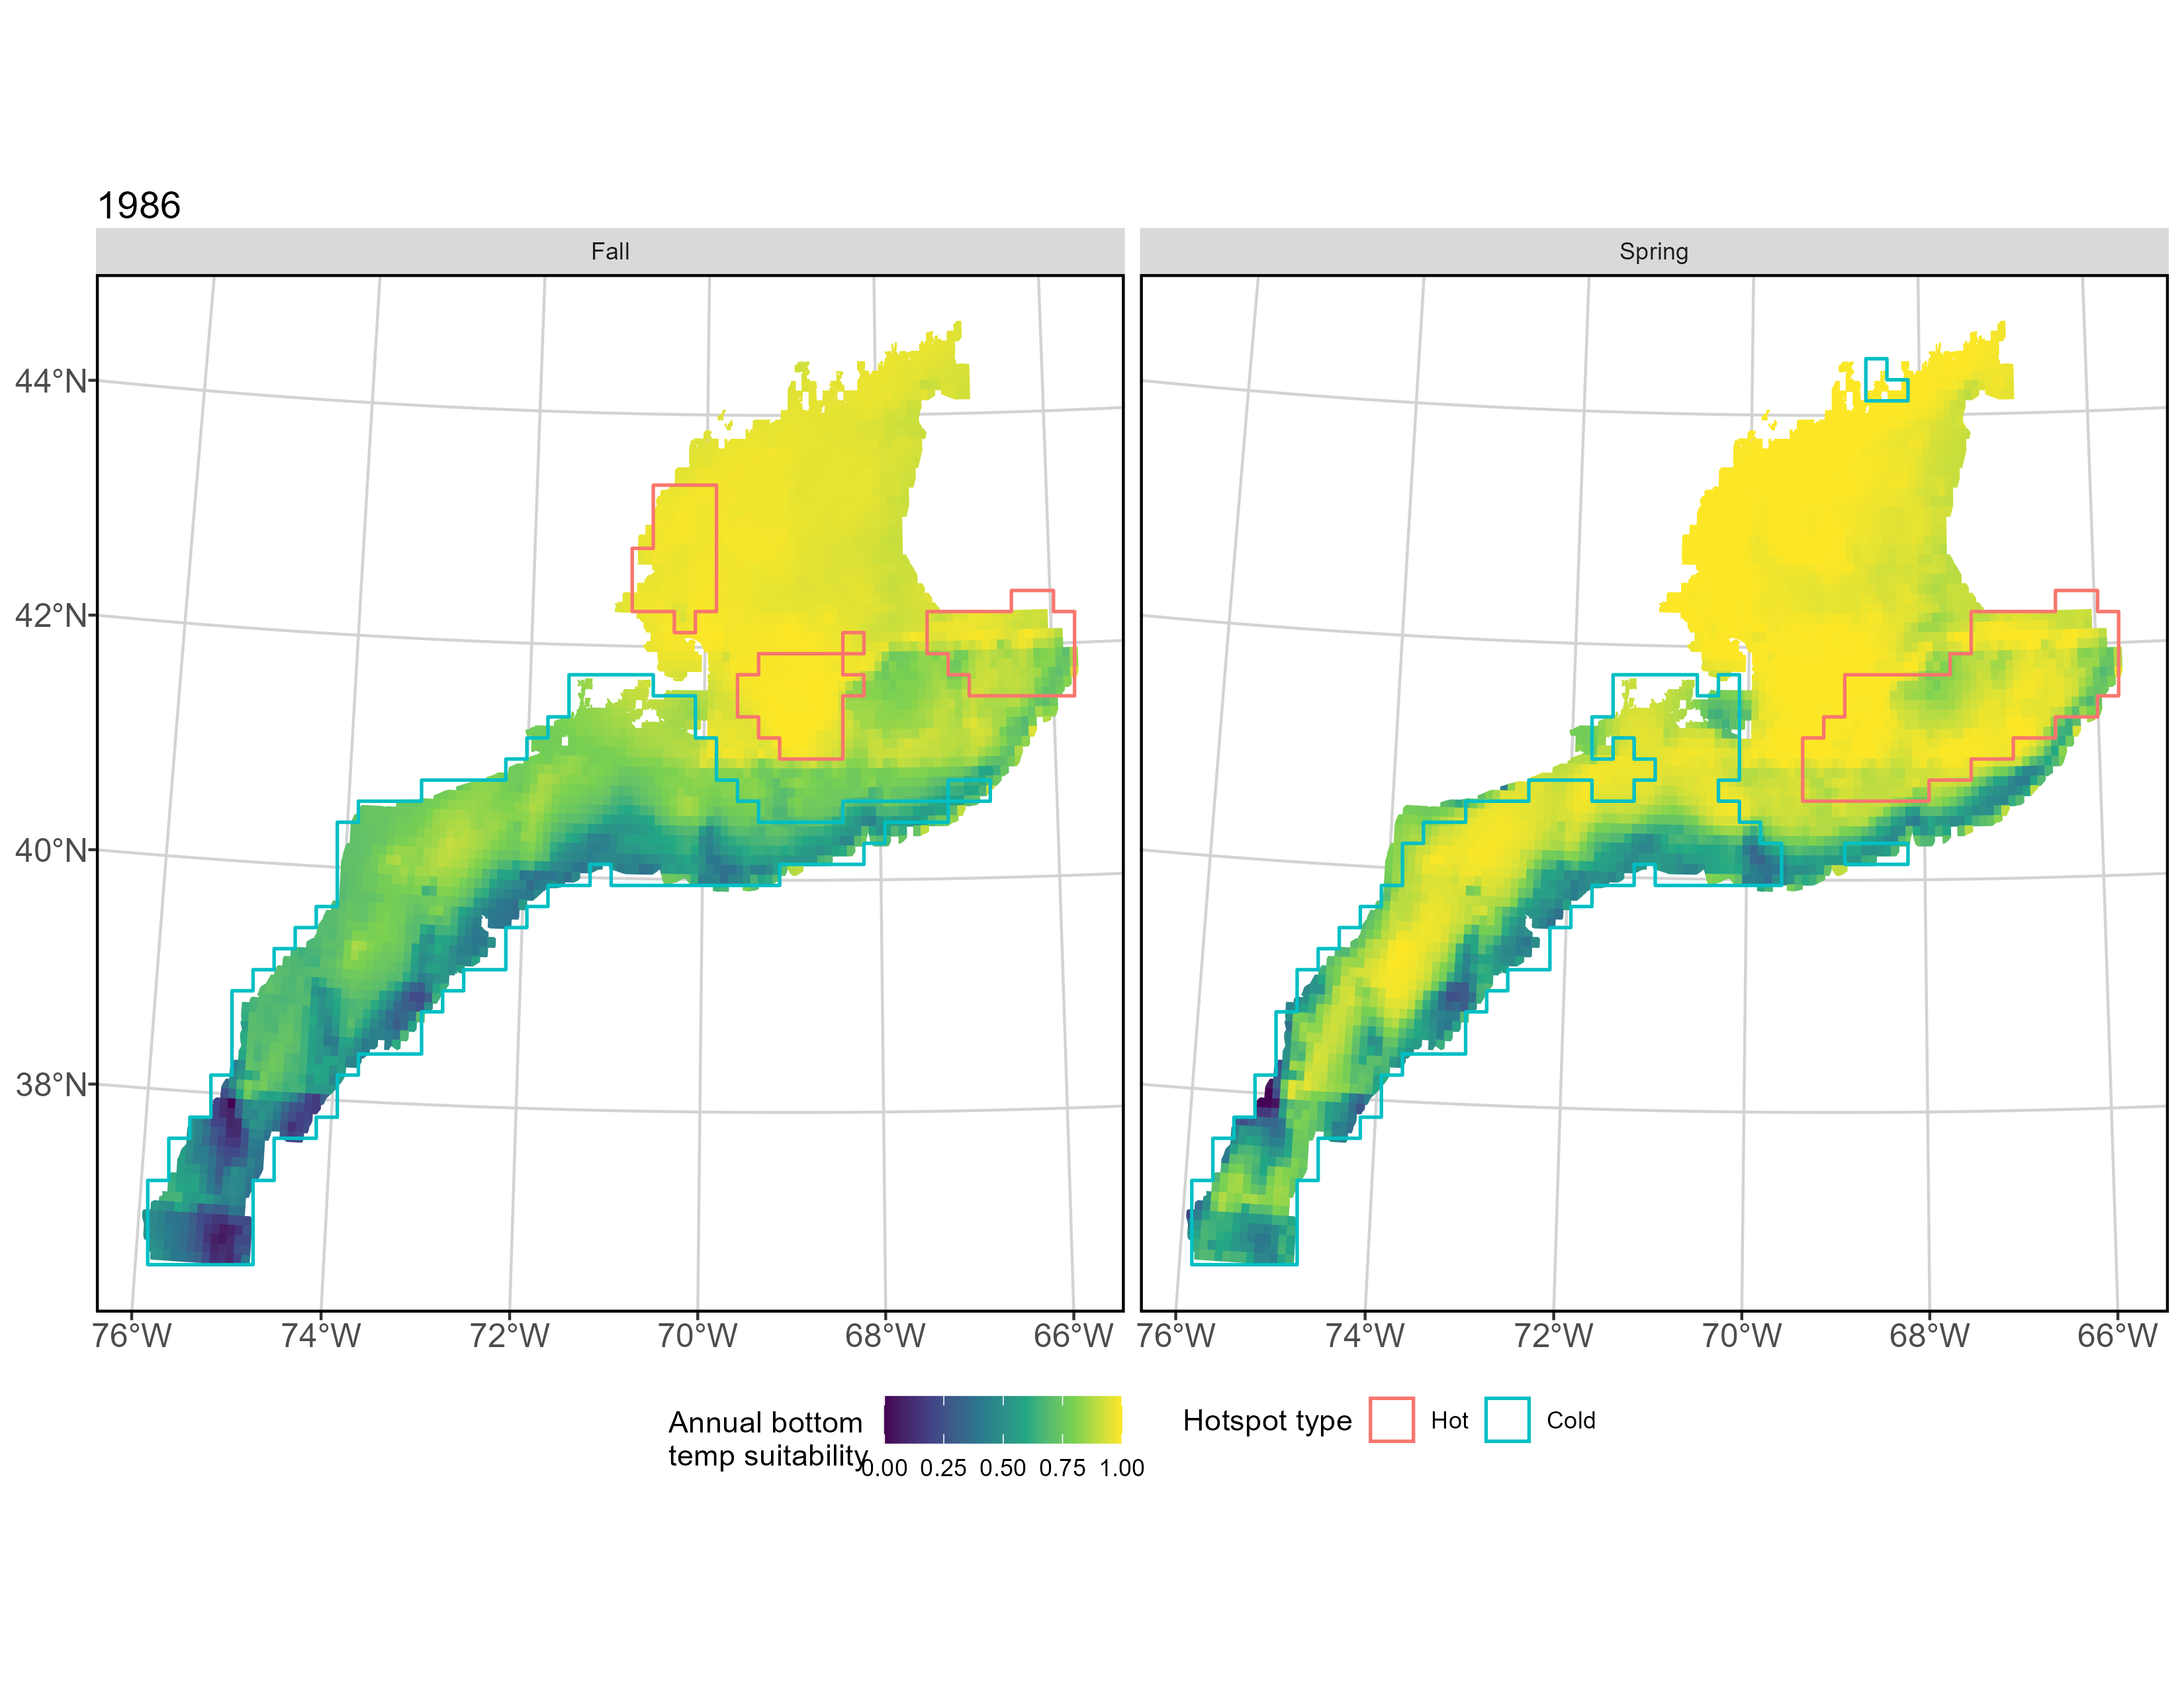 1986
Fall
Spring
44°N
42°N
40°N
38°N
76°W 74°W 72°W 70°W 68°W 66°W
76°W 74°W 72°W 70°W 68°W 66°W
Annual bottom
temp suitability
0.00 0.25 0.50 0.75 1.00
Hotspot type Hot Cold